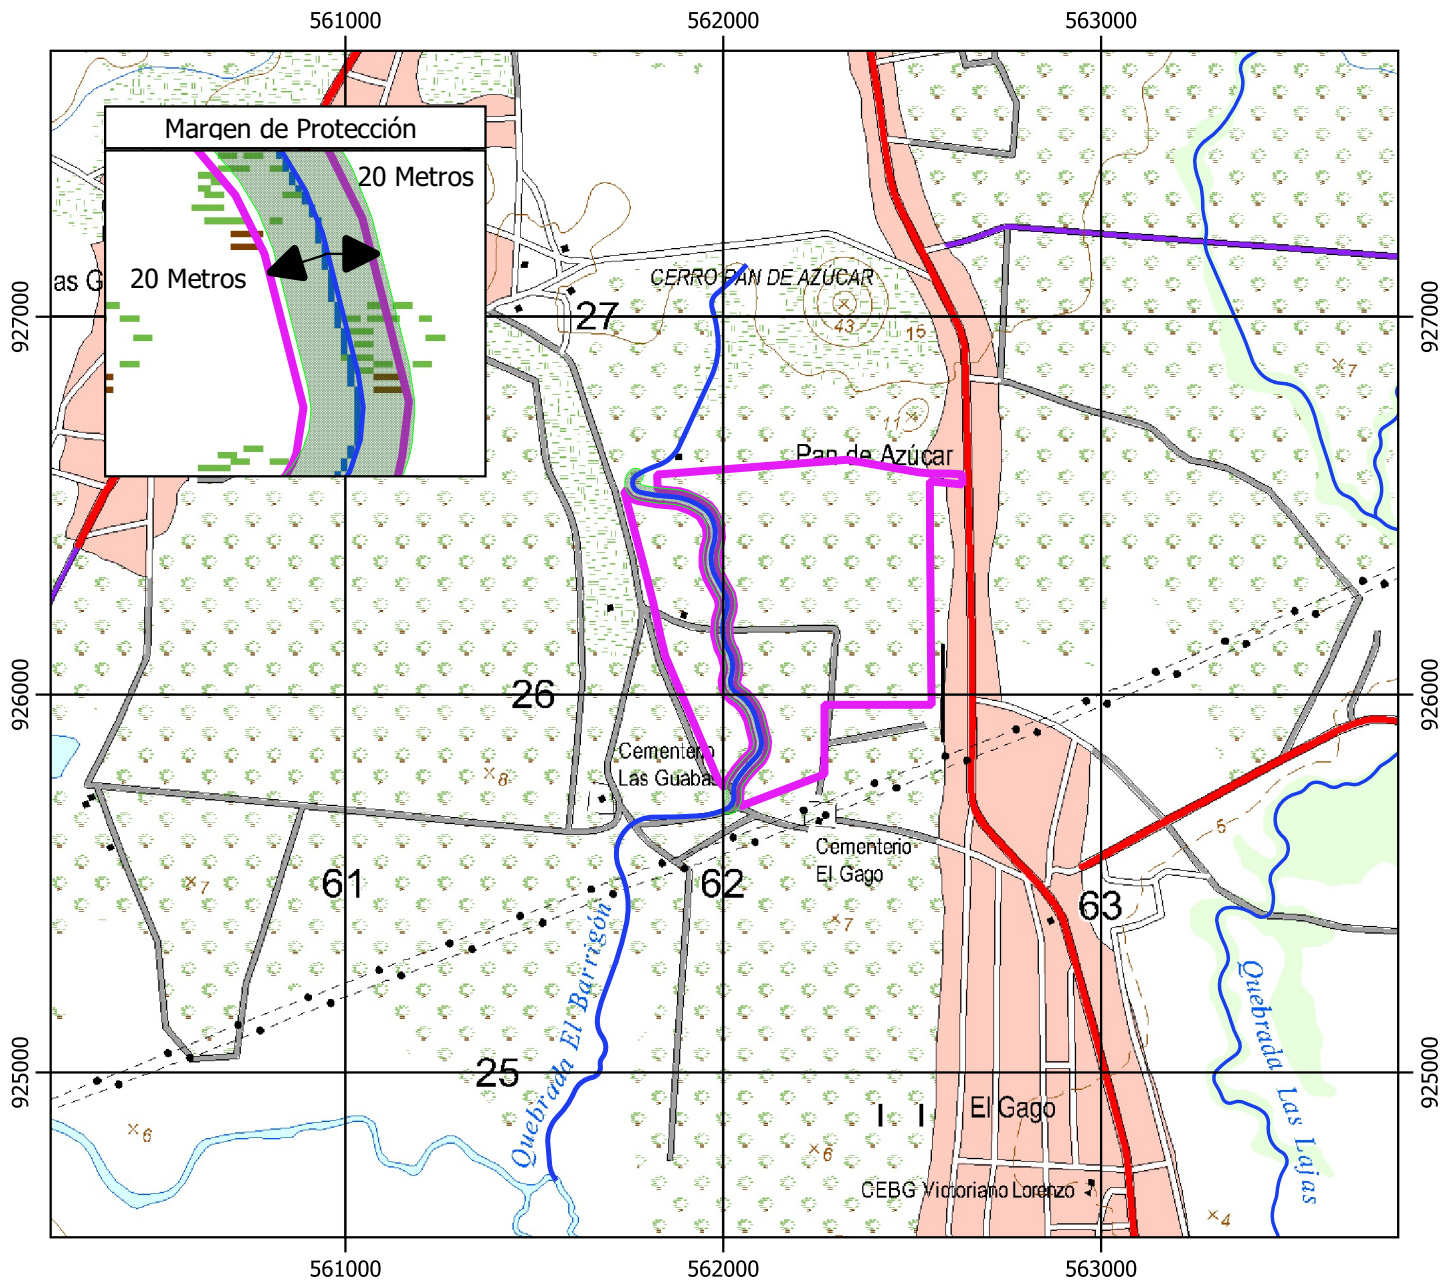 561000
562000
563000
Margen de Protección
20 Metros
20 Metros
as G
CERRO PAN DE AZUCAR
27
43
15
927000
927000
7
11
Pan de Azúcar
926000
926000
26
Cementerio
Las Guabas
8
Cementerio
El Gago
5
61
62
63
7
7
Quebrada El Barrigón
Quebrada Las Lajas
25
925000
925000
El Gago
6
6
CEBG Victoriano Lorenzo
4
561000
562000
563000